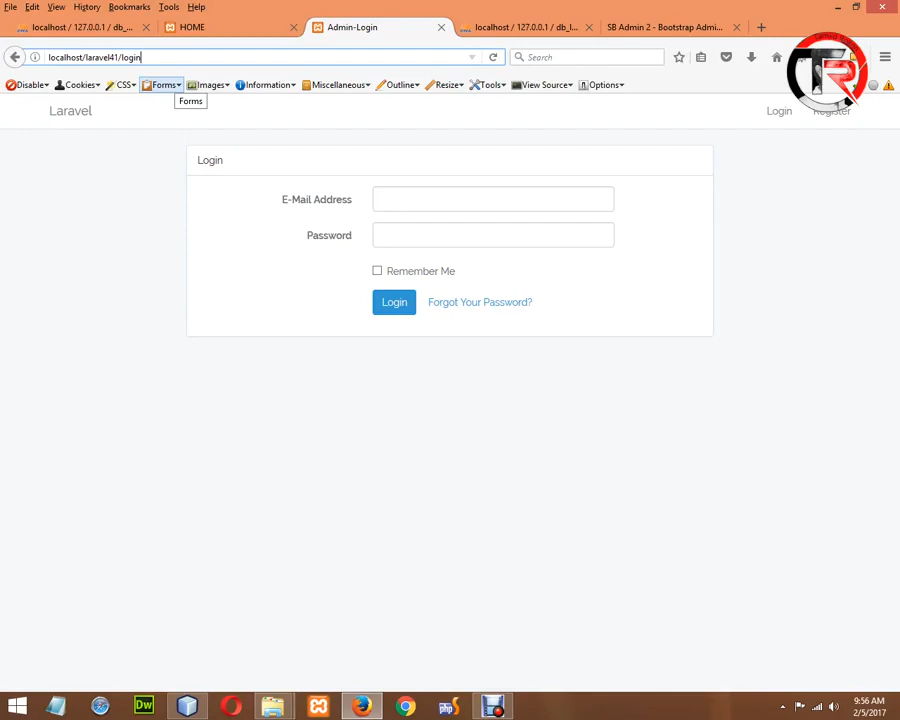 File Edit View History Bookmarks Tools Help
localhost / 127.0.0.1 / db_... HOME Admin-Login localhost / 127.0.0.1 / db_l... SB Admin 2 - Bootstrap Admi...
localhost/laravel41/login Search
Disable Cookies CSS Forms Images Information Miscellaneous Outline Resize Tools View Source Options
Forms
Laravel Login Register
Login
E-Mail Address
Password
Remember Me
Login Forgot Your Password?
Dw php
9:56 AM
2/5/2017